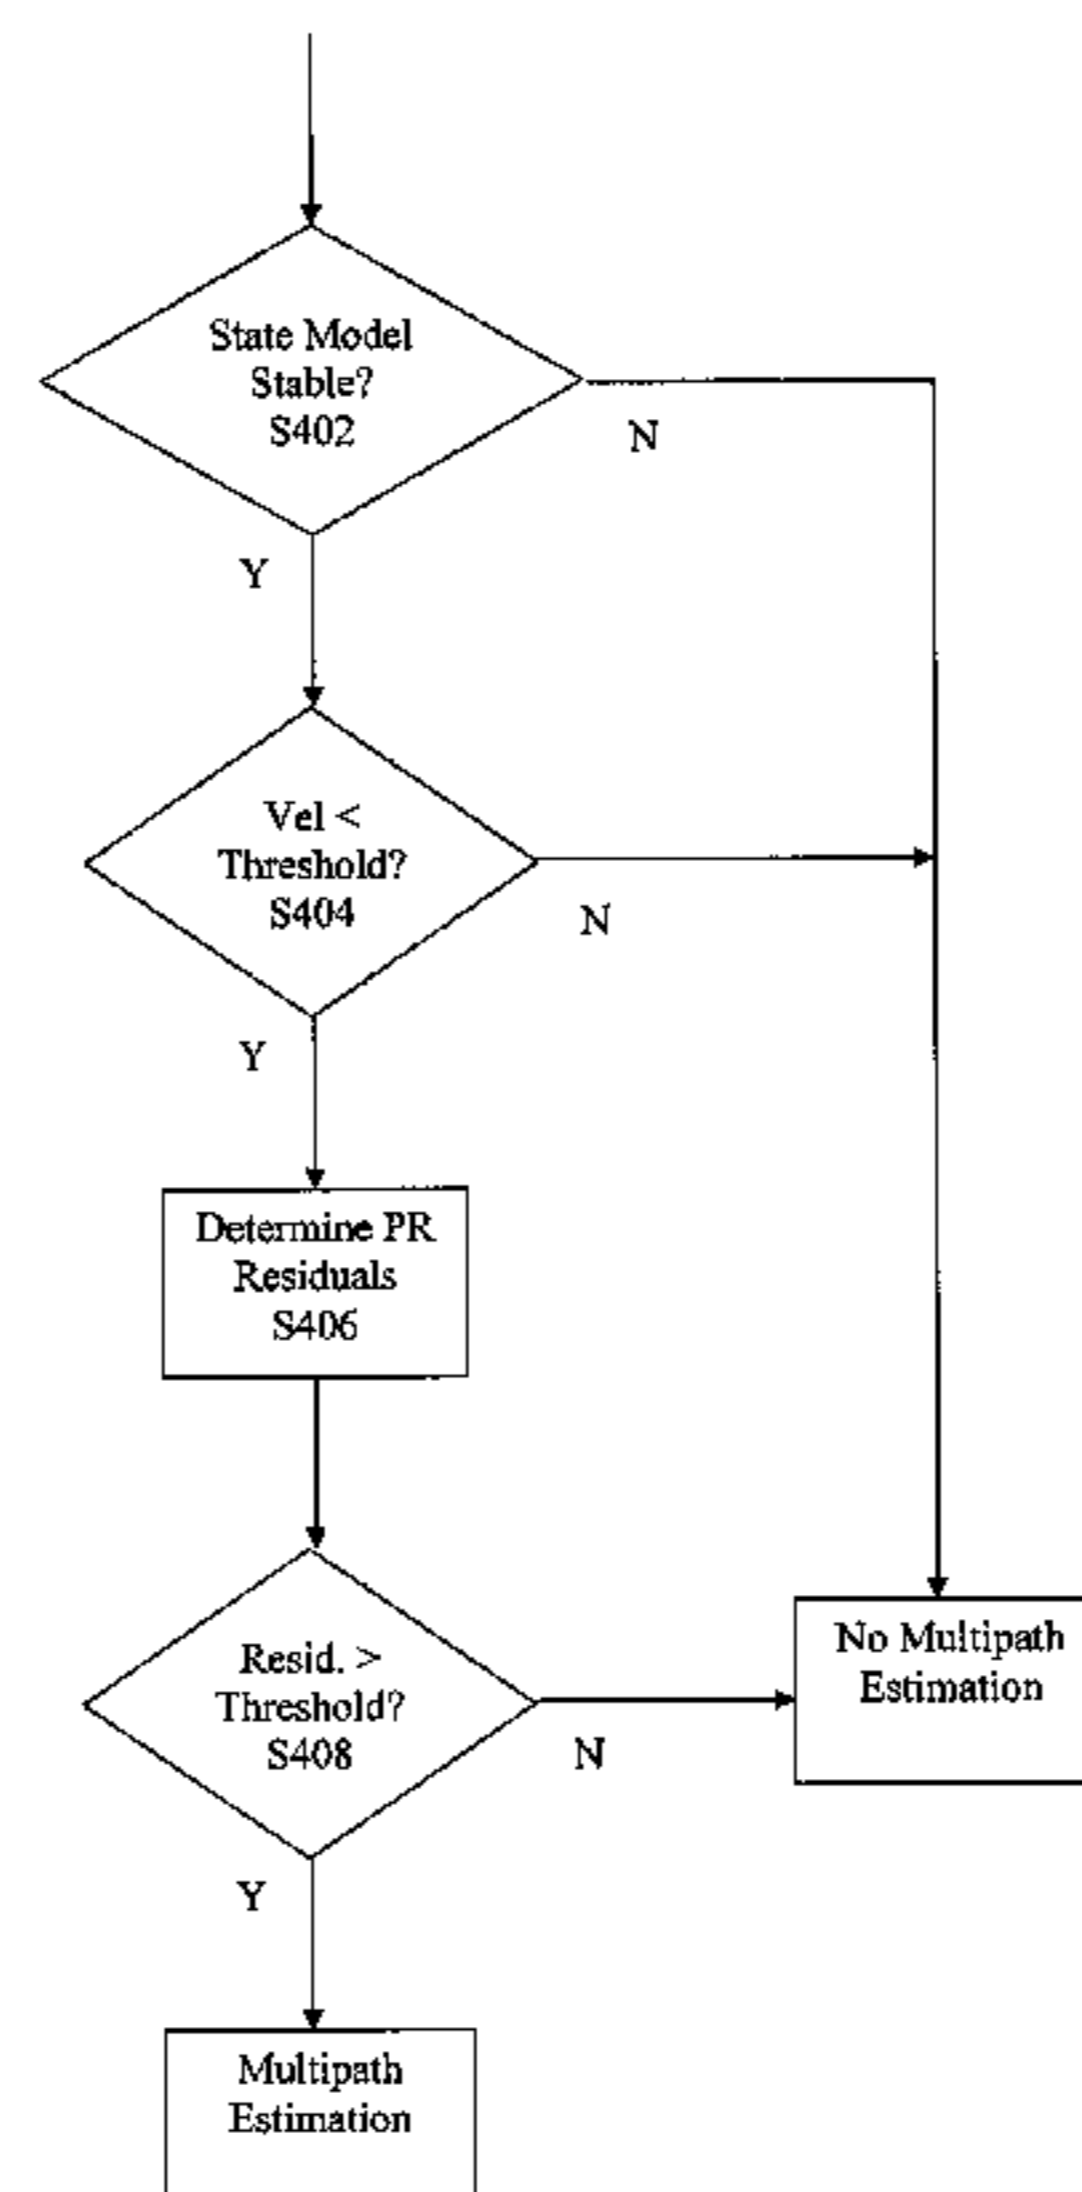 State Model
Stable?
S402
N
Y
Vel <
Threshold?
S404
N
Y
Determine PR
Residuals
S406
Resid. >
Threshold?
S408
N
No Multipath
Estimation
Y
Multipath
Estimation